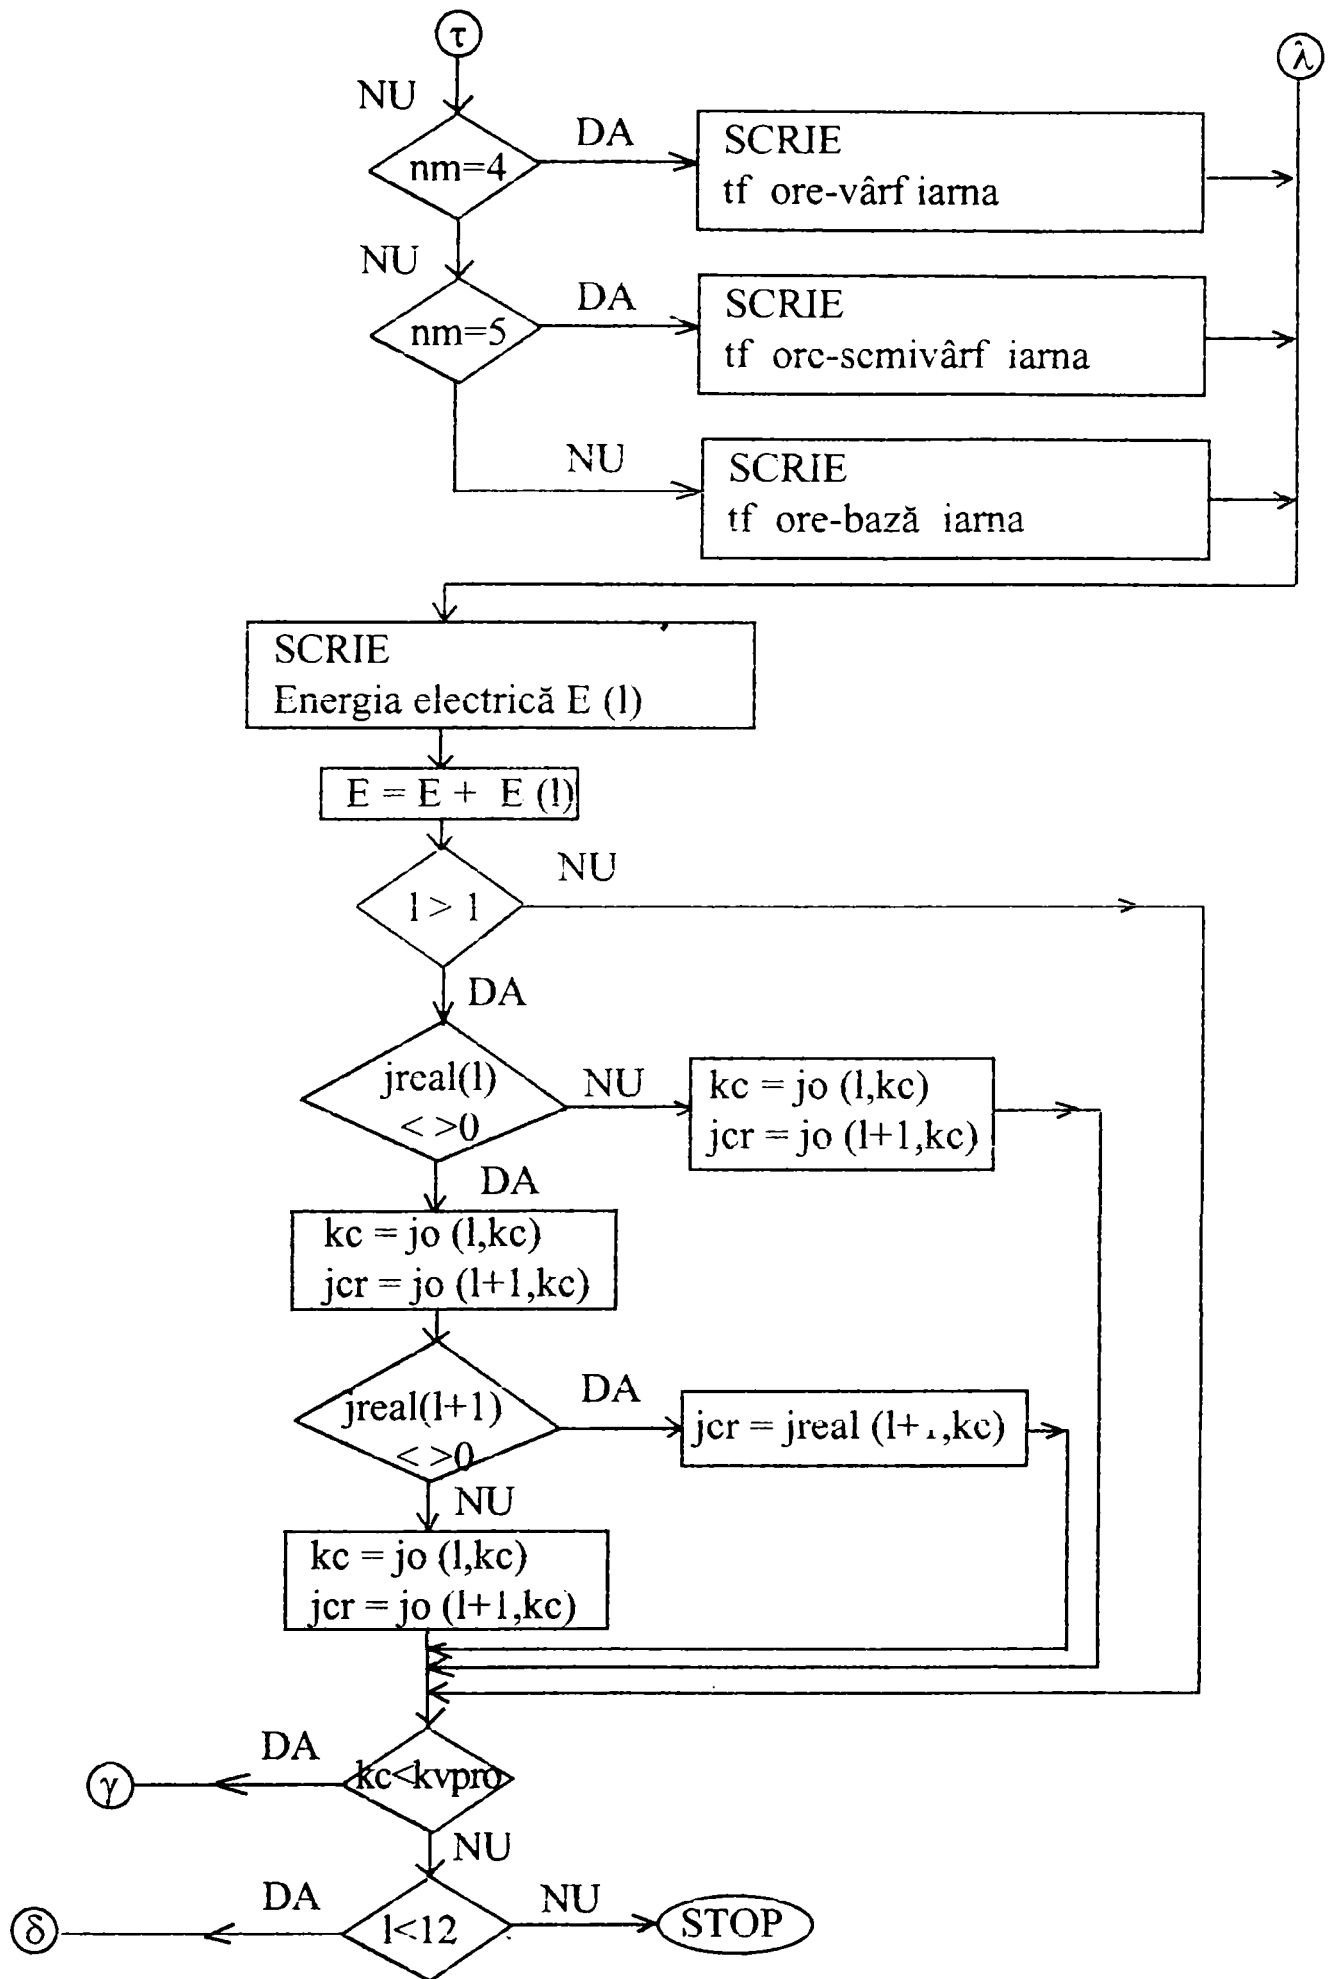 τ
λ
NU
DA
nm=4
SCRIE
tf ore-vârf iarna
NU
DA
nm=5
SCRIE
tf ore-semivârf iarna
NU
SCRIE
tf ore-bază iarna
SCRIE
Energia electrică E (l)
E = E + E (l)
NU
l > 1
DA
jreal(l)
< >0
NU
kc = jo (l,kc)
jcr = jo (l+1,kc)
DA
kc = jo (l,kc)
jcr = jo (l+1,kc)
jreal(l+1)
< >0
DA
jcr = jreal (l+1,kc)
NU
kc = jo (l,kc)
jcr = jo (l+1,kc)
DA
γ
kc<kvpro
NU
DA
δ
l<12
NU
STOP